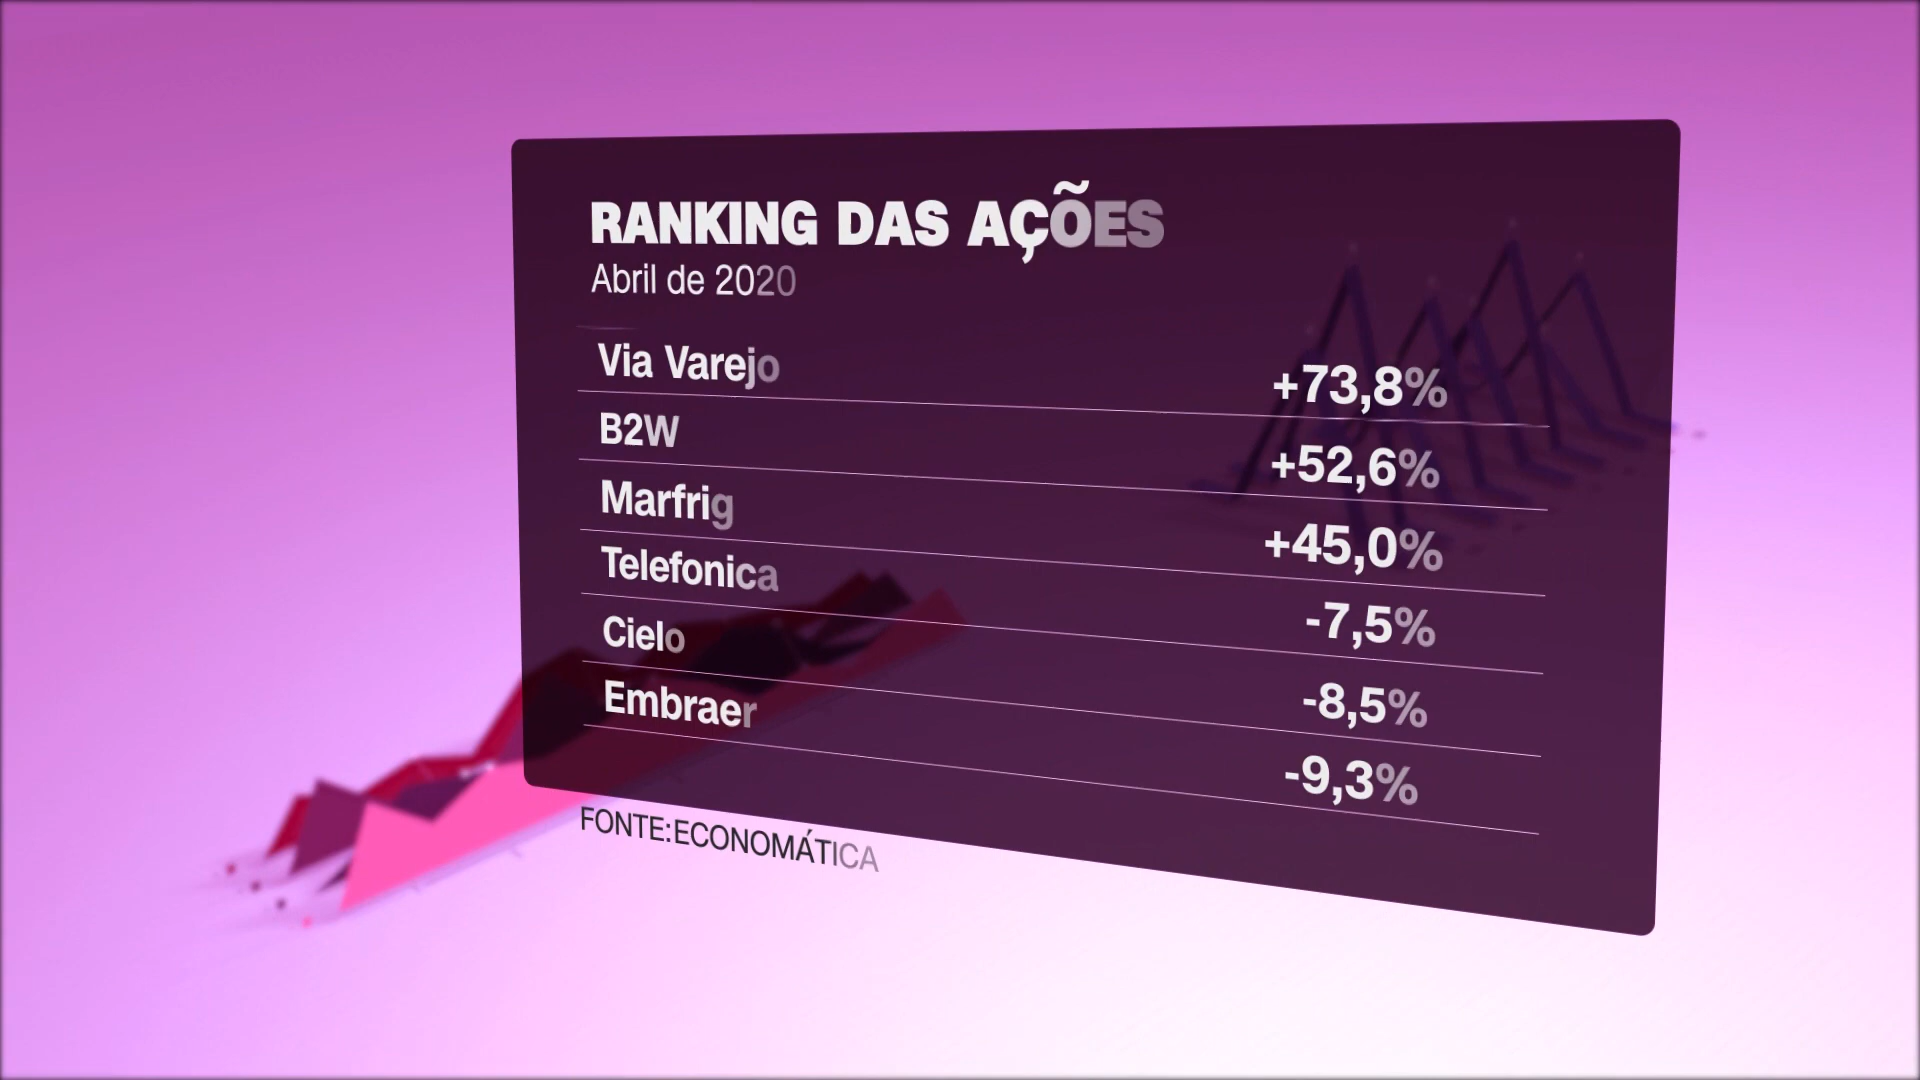 RANKING DAS AÇÕES
Abril de 2020
Via Varejo +73,8%
B2W +52,6%
Marfrig +45,0%
Telefonica -7,5%
Cielo -8,5%
Embraer -9,3%
FONTE:ECONOMÁTICA